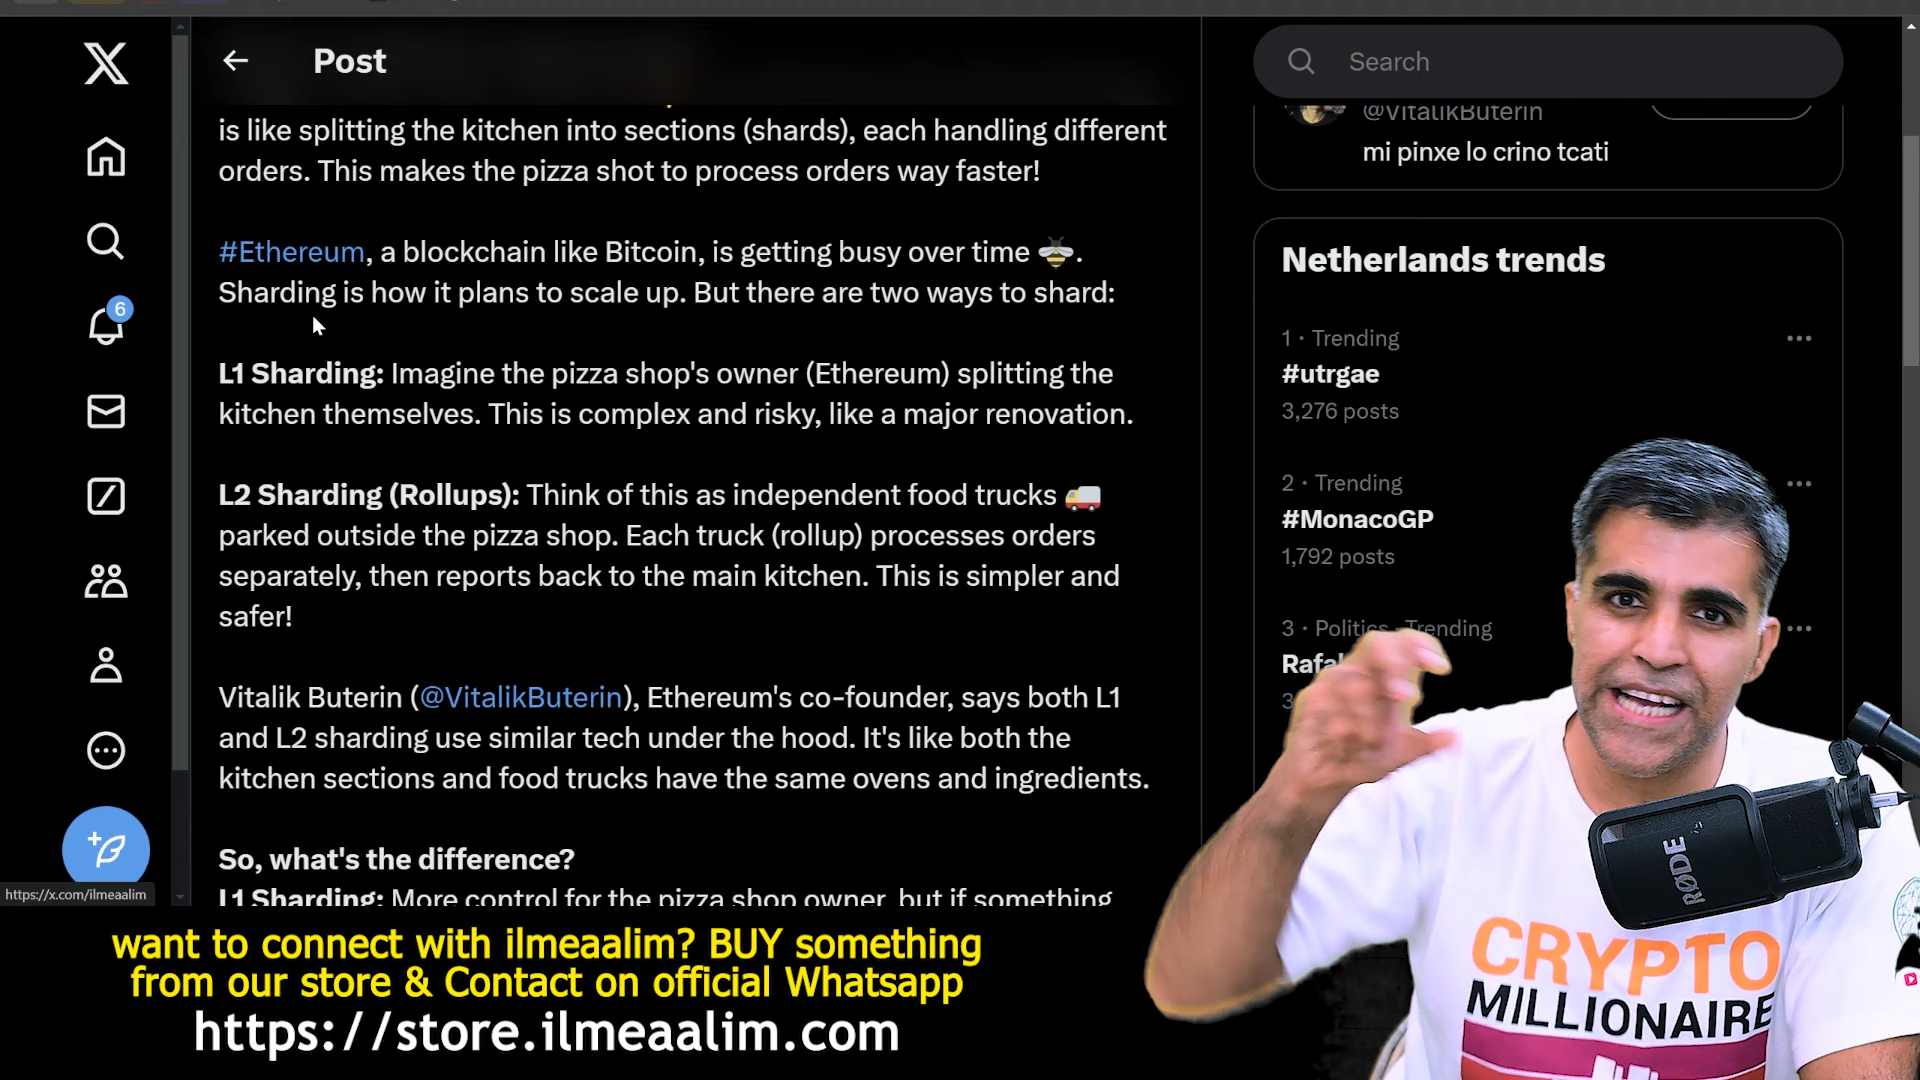 Post
is like splitting the kitchen into sections (shards), each handling different
orders. This makes the pizza shot to process orders way faster!
#Ethereum, a blockchain like Bitcoin, is getting busy over time 🐝.
Sharding is how it plans to scale up. But there are two ways to shard:
L1 Sharding: Imagine the pizza shop's owner (Ethereum) splitting the
kitchen themselves. This is complex and risky, like a major renovation.
L2 Sharding (Rollups): Think of this as independent food trucks 🚚
parked outside the pizza shop. Each truck (rollup) processes orders
separately, then reports back to the main kitchen. This is simpler and
safer!
Vitalik Buterin (@VitalikButerin), Ethereum's co-founder, says both L1
and L2 sharding use similar tech under the hood. It's like both the
kitchen sections and food trucks have the same ovens and ingredients.
So, what's the difference?
L1 Sharding: More control for the pizza shop owner, but if something
6
https://x.com/ilmeaalim
Search
@VitalikButerin
mi pinxe lo crino tcati
Netherlands trends
1 · Trending
#utrgae
3,276 posts
2 · Trending
#MonacoGP
1,792 posts
3 · Politics · Trending
RØDE
CRYPTO
MILLIONAIRE
want to connect with ilmeaalim? BUY something
from our store & Contact on official Whatsapp
https://store.ilmeaalim.com